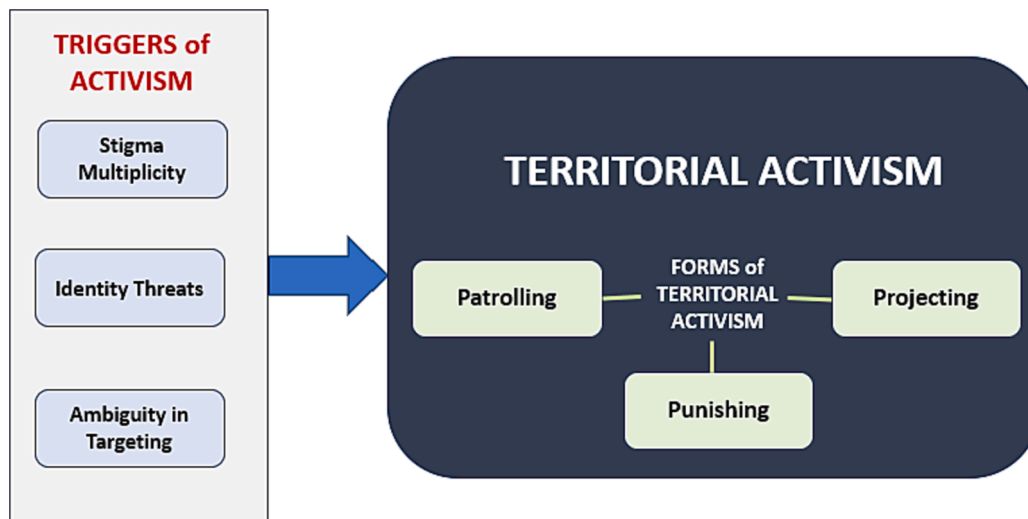 TRIGGERS of
ACTIVISM
Stigma
Multiplicity
Identity Threats
Ambiguity in
Targeting
TERRITORIAL ACTIVISM
FORMS of
TERRITORIAL
ACTIVISM
Patrolling
Projecting
Punishing